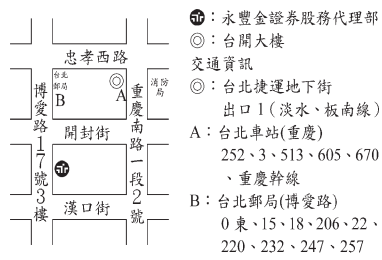 忠孝西路
台北
郵局
B
A
消防
局
博愛路17號3樓
重慶南路一段2號
開封街
漢口街
：永豐金證券股務代理部
◎：台開大樓
交通資訊
◎：台北捷運地下街
出口1（淡水、板南線）
A：台北車站(重慶)
252、3、513、605、670
、重慶幹線
B：台北郵局(博愛路)
0東、15、18、206、22、
220、232、247、257